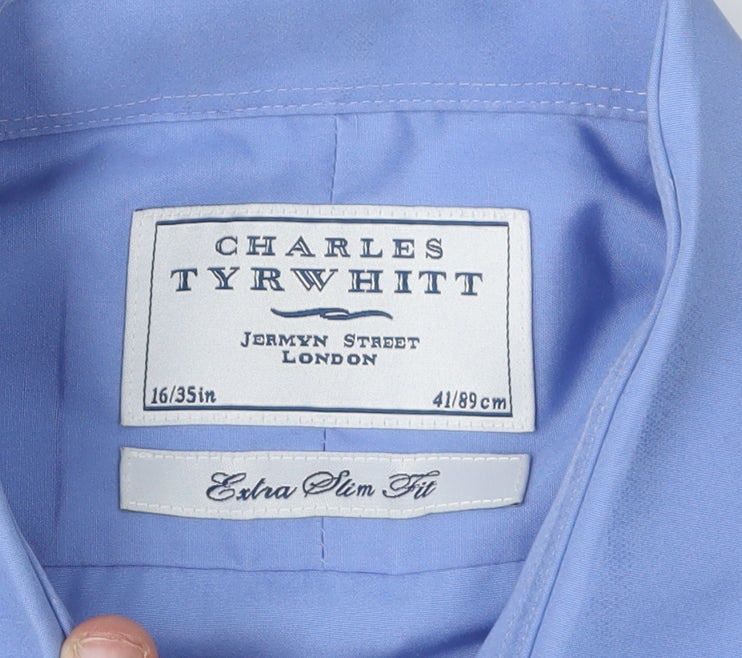 CHARLES
TYRWHITT
JERMYN STREET
LONDON
16/35in 41/89cm
Extra Slim Fit